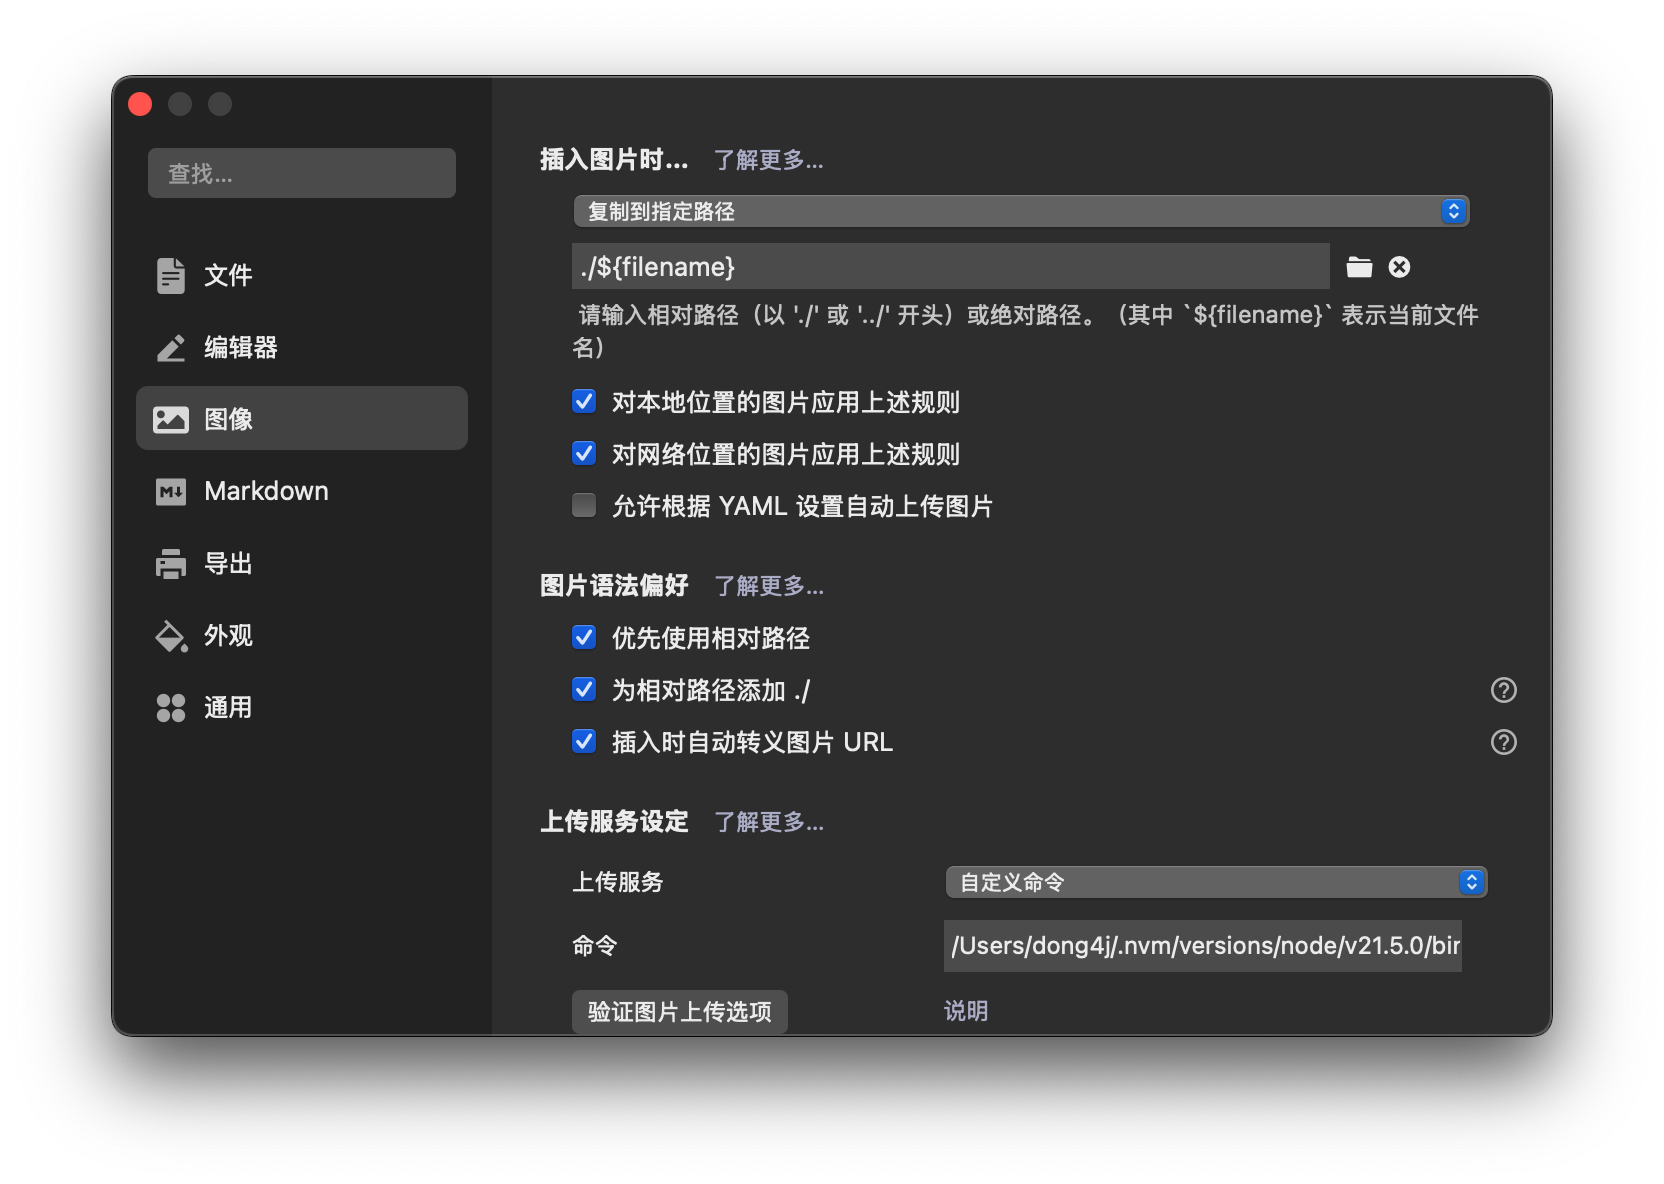 查找...
文件
编辑器
图像
Markdown
导出
外观
通用
插入图片时... 了解更多...
复制到指定路径
./${filename}
请输入相对路径（以 './' 或 '../' 开头）或绝对路径。（其中 `${filename}` 表示当前文件
名）
对本地位置的图片应用上述规则
对网络位置的图片应用上述规则
允许根据 YAML 设置自动上传图片
图片语法偏好 了解更多...
优先使用相对路径
为相对路径添加 ./
插入时自动转义图片 URL
上传服务设定 了解更多...
上传服务 自定义命令
命令 /Users/dong4j/.nvm/versions/node/v21.5.0/bin
验证图片上传选项 说明